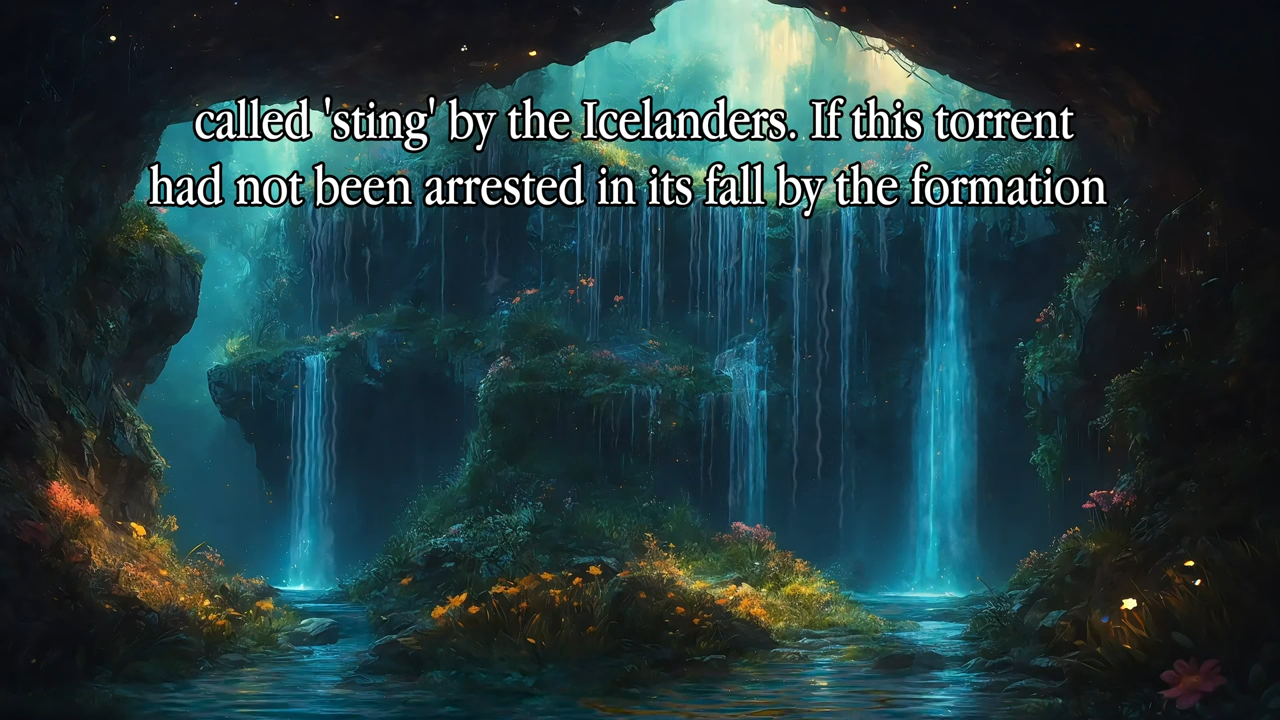 called 'sting' by the Icelanders. If this torrent
had not been arrested in its fall by the formation